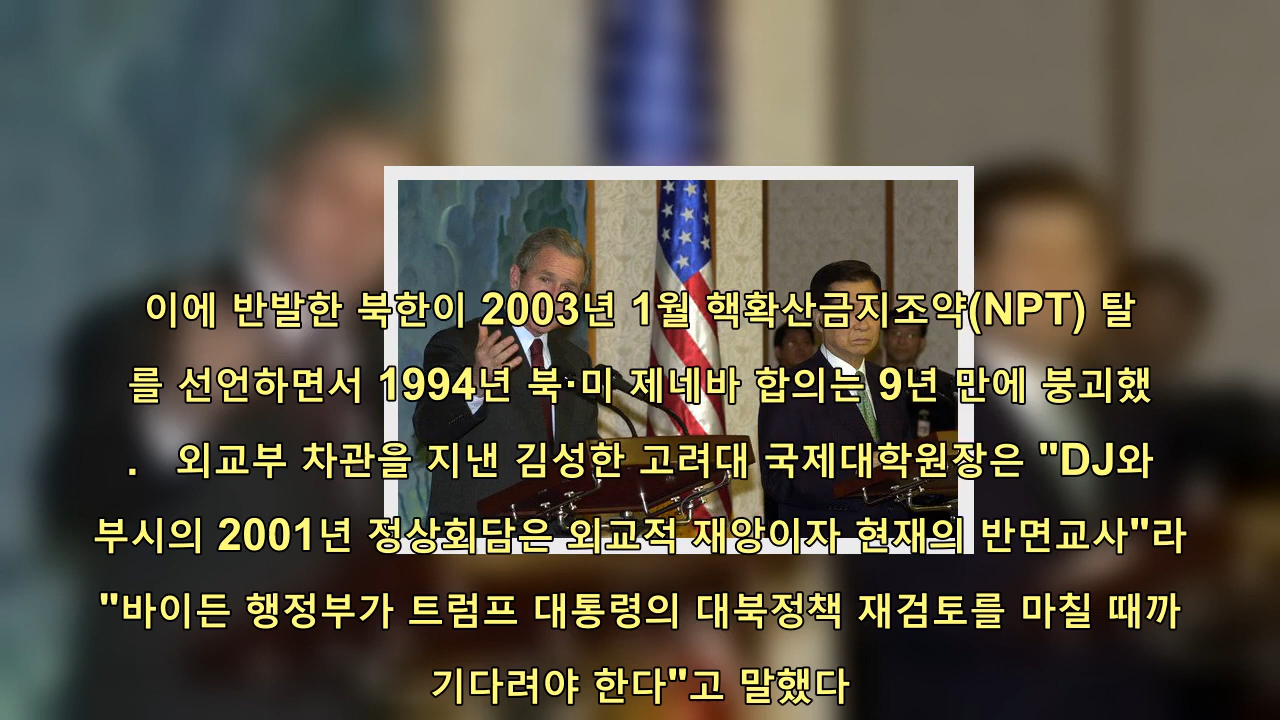 이에 반발한 북한이 2003년 1월 핵확산금지조약(NPT) 탈
를 선언하면서 1994년 북·미 제네바 합의는 9년 만에 붕괴했
. 외교부 차관을 지낸 김성한 고려대 국제대학원장은 "DJ와
부시의 2001년 정상회담은 외교적 재앙이자 현재의 반면교사"라
"바이든 행정부가 트럼프 대통령의 대북정책 재검토를 마칠 때까
기다려야 한다"고 말했다